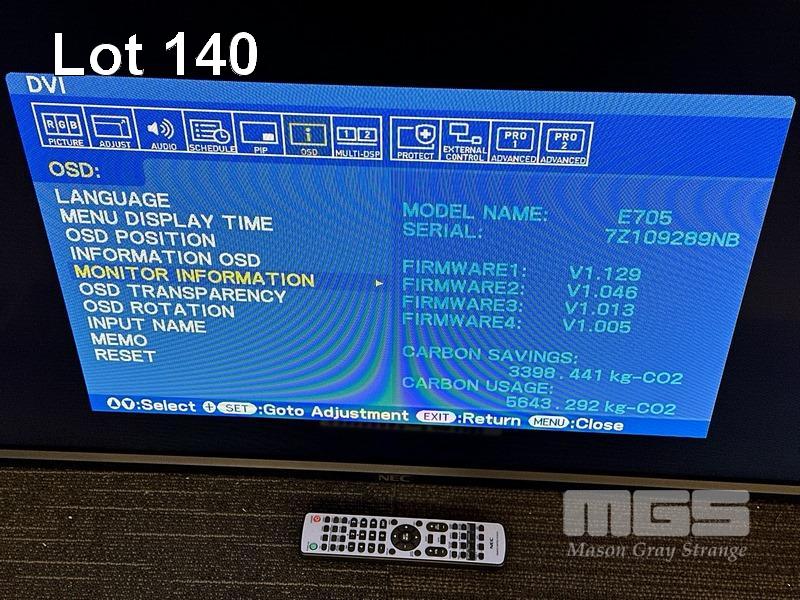 Lot 140
DVI
RGB
PICTURE
ADJUST
AUDIO
SCHEDULE
PIP
i
OSD
1 2
MULTI-DSP
PROTECT
EXTERNAL
CONTROL
PRO
1
ADVANCED
PRO
2
ADVANCED
OSD:
LANGUAGE
MENU DISPLAY TIME
OSD POSITION
INFORMATION OSD
MONITOR INFORMATION
OSD TRANSPARENCY
OSD ROTATION
INPUT NAME
MEMO
RESET
MODEL NAME: E705
SERIAL: 7Z109289NB
FIRMWARE1: V1.129
FIRMWARE2: V1.046
FIRMWARE3: V1.013
FIRMWARE4: V1.005
CARBON SAVINGS:
3398.441 kg-CO2
CARBON USAGE:
5643.292 kg-CO2
:Select SET :Goto Adjustment EXIT :Return MENU :Close
NEC
NEC
MGS
Mason Gray Strange